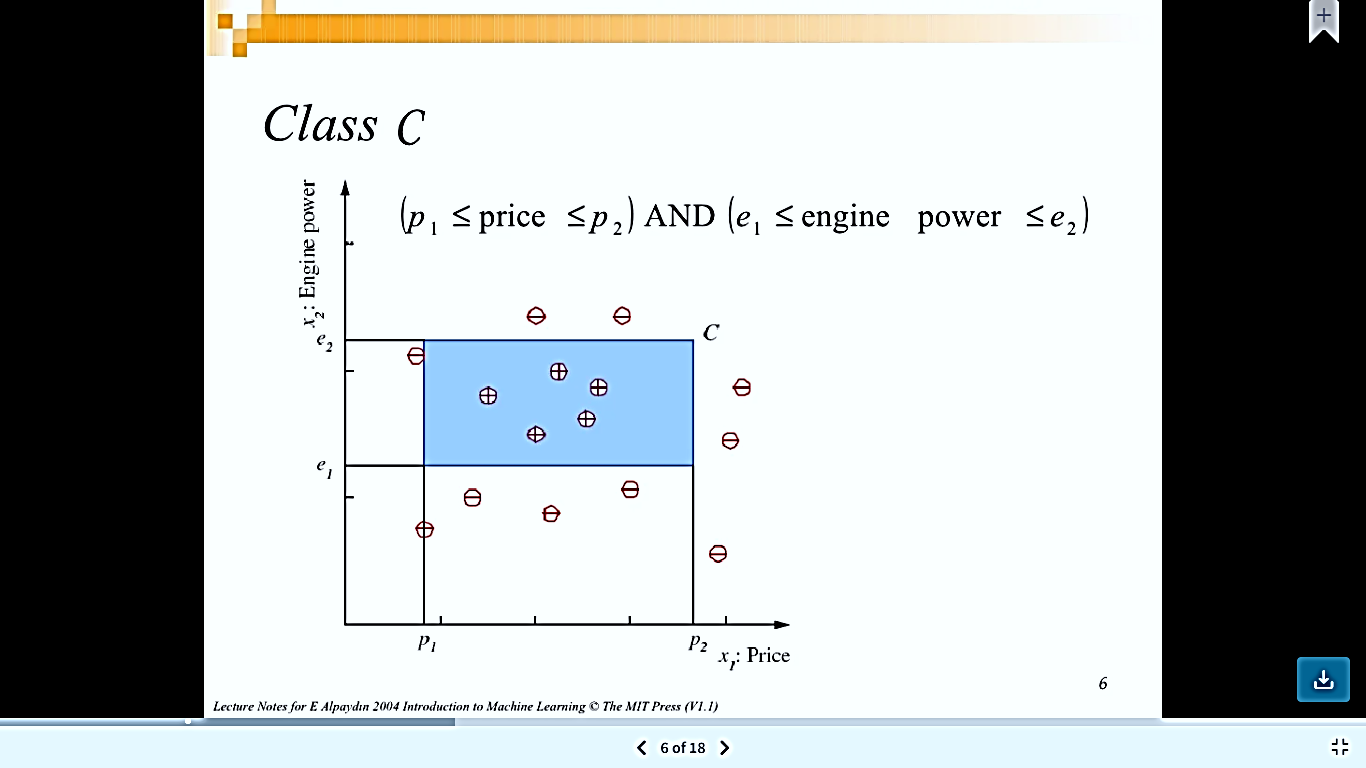 Class C
(p1 ≤ price ≤ p2) AND (e1 ≤ engine power ≤ e2)
x2: Engine power
e2
C
e1
p1
p2
x1: Price
6
Lecture Notes for E Alpaydın 2004 Introduction to Machine Learning © The MIT Press (V1.1)
6 of 18